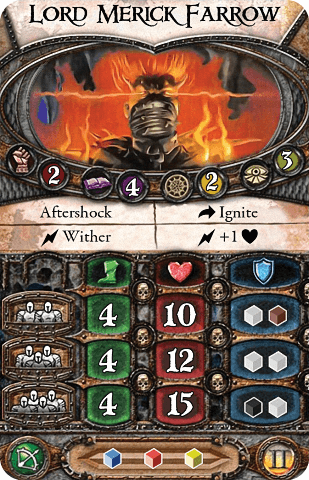 LORD MERICK FARROW
2 4 2 3
Aftershock Ignite
Wither +1
4 10
4 12
4 15
II